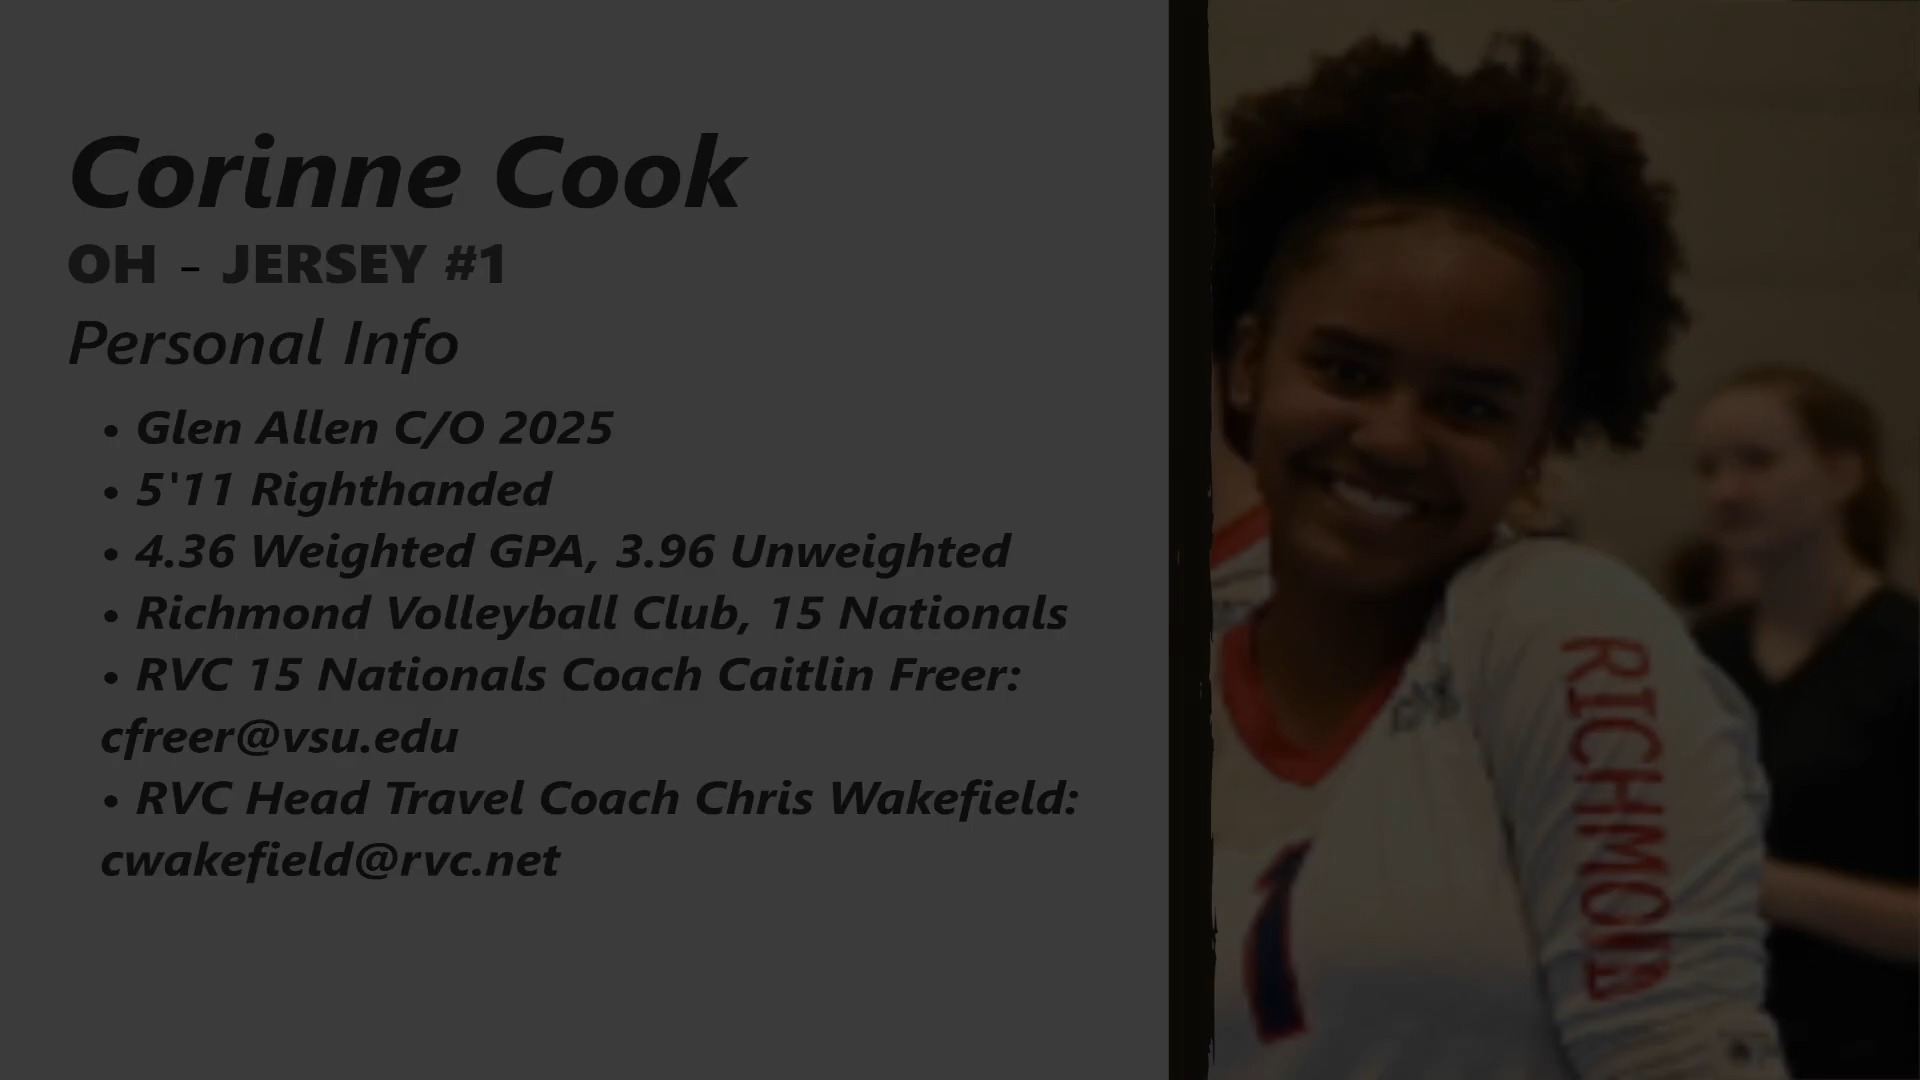 Corinne Cook
OH - JERSEY #1
Personal Info
• Glen Allen C/O 2025
• 5'11 Righthanded
• 4.36 Weighted GPA, 3.96 Unweighted
• Richmond Volleyball Club, 15 Nationals
• RVC 15 Nationals Coach Caitlin Freer:
cfreer@vsu.edu
• RVC Head Travel Coach Chris Wakefield:
cwakefield@rvc.net
RICHMOND
1